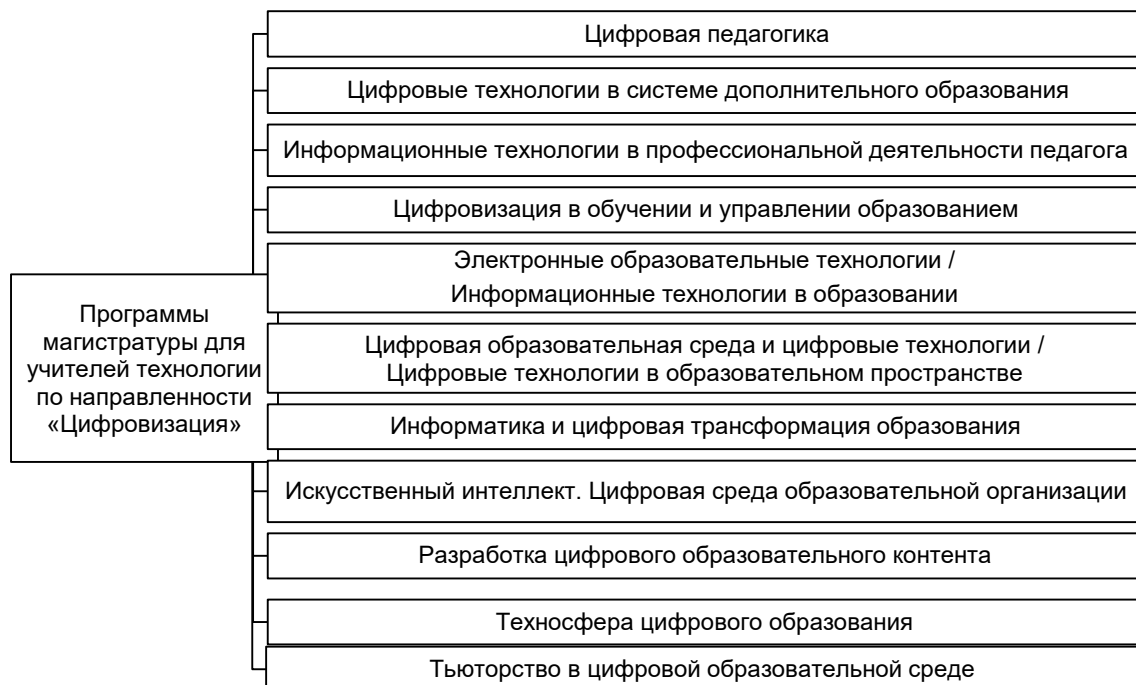 Цифровая педагогика
Цифровые технологии в системе дополнительного образования
Информационные технологии в профессиональной деятельности педагога
Цифровизация в обучении и управлении образованием
Электронные образовательные технологии /
Информационные технологии в образовании
Программы
магистратуры для
учителей технологии
по направленности
«Цифровизация»
Цифровая образовательная среда и цифровые технологии /
Цифровые технологии в образовательном пространстве
Информатика и цифровая трансформация образования
Искусственный интеллект. Цифровая среда образовательной организации
Разработка цифрового образовательного контента
Техносфера цифрового образования
Тьюторство в цифровой образовательной среде